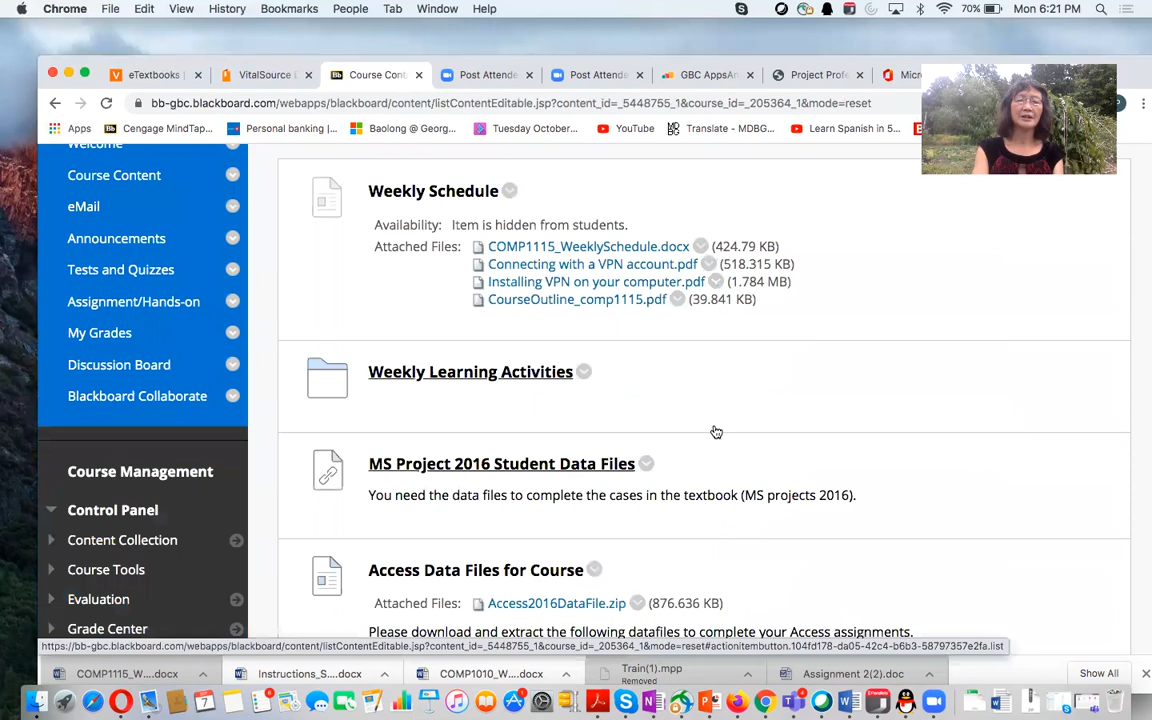 Chrome File Edit View History Bookmarks People Tab Window Help 70% Mon 6:21 PM
eTextbooks VitalSource Course Cont Post Attende Post Attende GBC AppsAn Project Profe Micr
bb-gbc.blackboard.com/webapps/blackboard/content/listContentEditable.jsp?content_id=_5448755_1&course_id=_205364_1&mode=reset
Apps Cengage MindTap... Personal banking |... Baolong @ Georg... Tuesday October... YouTube Translate - MDBG... Learn Spanish in 5...
Welcome
Course Content
eMail
Announcements
Tests and Quizzes
Assignment/Hands-on
My Grades
Discussion Board
Blackboard Collaborate
Course Management
Control Panel
Content Collection
Course Tools
Evaluation
Grade Center
Weekly Schedule
Availability: Item is hidden from students.
Attached Files: COMP1115_WeeklySchedule.docx (424.79 KB)
Connecting with a VPN account.pdf (518.315 KB)
Installing VPN on your computer.pdf (1.784 MB)
CourseOutline_comp1115.pdf (39.841 KB)
Weekly Learning Activities
MS Project 2016 Student Data Files
You need the data files to complete the cases in the textbook (MS projects 2016).
Access Data Files for Course
Attached Files: Access2016DataFile.zip (876.636 KB)
Please download and extract the following datafiles to complete your Access assignments.
https://bb-gbc.blackboard.com/webapps/blackboard/content/listContentEditable.jsp?content_id=_5448755_1&course_id=_205364_1&mode=reset#actionitembutton.104fd178-da05-42c4-b6b3-58797357e2fa.list
COMP1115_W....docx Instructions_S....docx COMP1010_W....docx Train(1).mpp Assignment 2(2).doc Show All
Removed